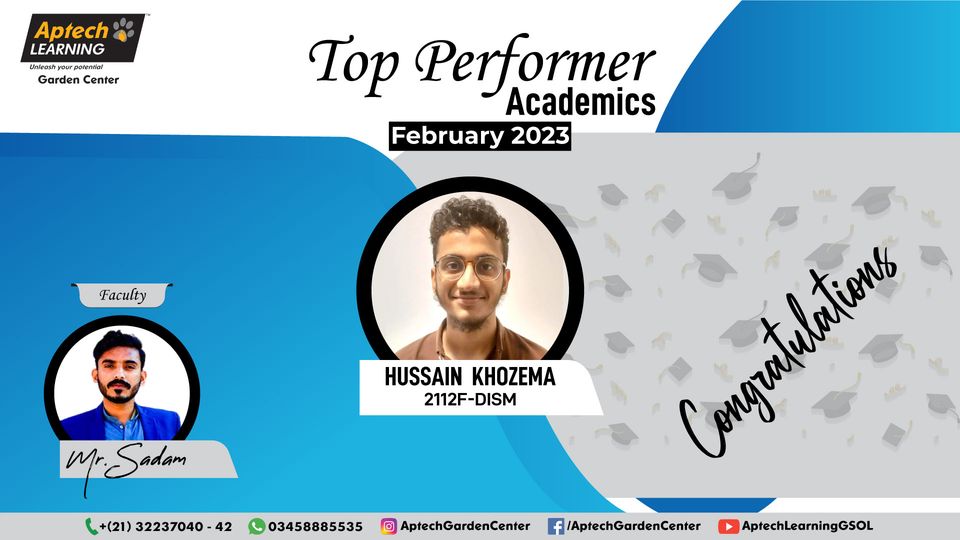 Aptech
LEARNING
Unleash your potential
Garden Center
Top Performer
Academics
February 2023
Faculty
Mr. Sadam
HUSSAIN KHOZEMA
2112F-DISM
Congratulations
+(21) 32237040 - 42 03458885535 AptechGardenCenter /AptechGardenCenter AptechLearningGSOL